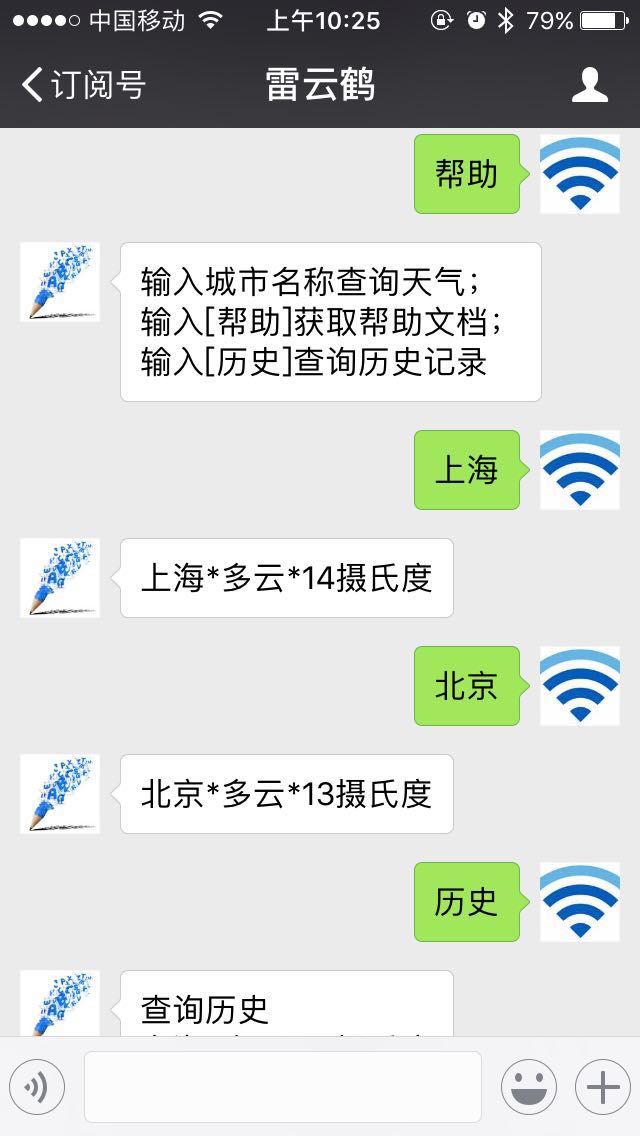 中国移动 上午10:25 79%
订阅号 雷云鹤
帮助
输入城市名称查询天气；
输入[帮助]获取帮助文档；
输入[历史]查询历史记录
上海
上海*多云*14摄氏度
北京
北京*多云*13摄氏度
历史
查询历史